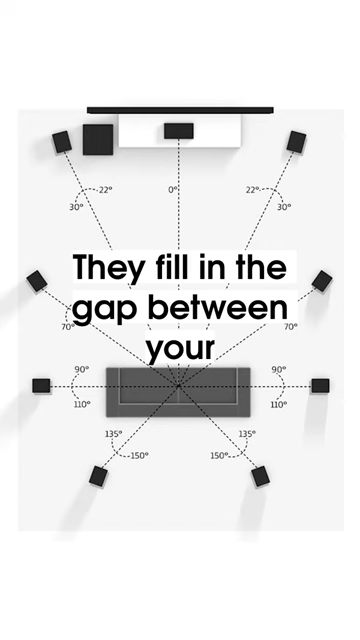 22° 0° 22°
30° 30°
They fill in the
gap between
your
70° 70°
90° 90°
110° 110°
135° 135°
150° 150°